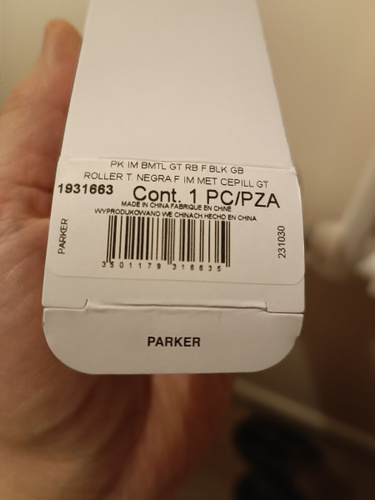 PK IM BMTL GT RB F.BLK GB
ROLLER T. NEGRA F IM MET CEPILL GT
1931663 Cont. 1 PC/PZA
MADE IN CHINA FABRIQUE EN CHINE
WYPRODUKOWANO WE CHINACH HECHO EN CHINA
PARKER
231030
3 501179 316635
PARKER